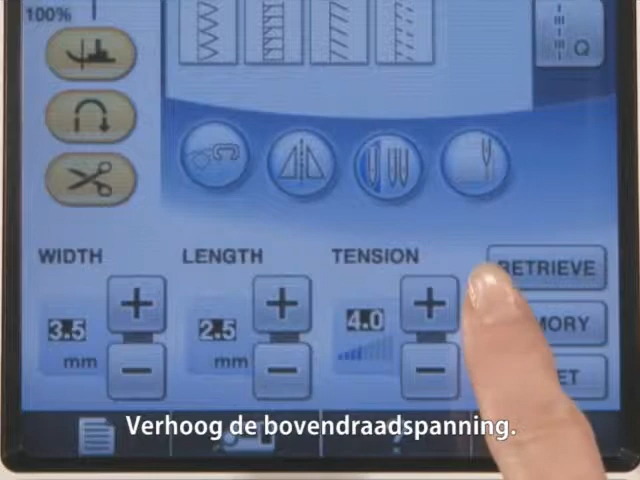 100%
Q
WIDTH
LENGTH
TENSION
RETRIEVE
3.5
mm
2.5
mm
4.0
Verhoog de bovendraadspanning.